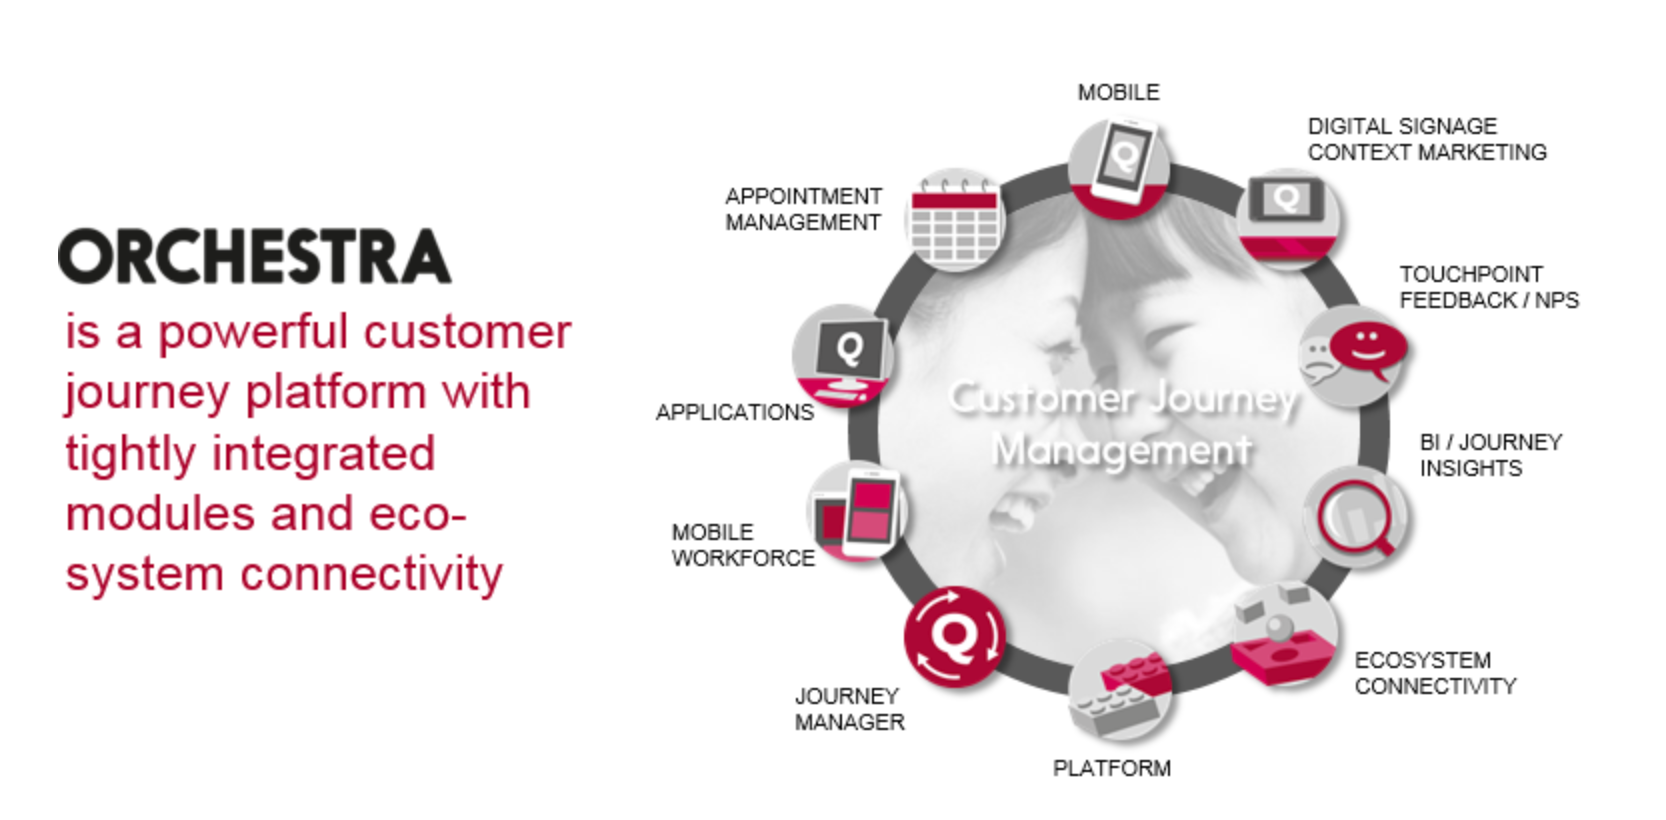 ORCHESTRA
is a powerful customer
journey platform with
tightly integrated
modules and eco-
system connectivity
MOBILE
DIGITAL SIGNAGE
CONTEXT MARKETING
TOUCHPOINT
FEEDBACK / NPS
BI / JOURNEY
INSIGHTS
ECOSYSTEM
CONNECTIVITY
PLATFORM
JOURNEY
MANAGER
MOBILE
WORKFORCE
APPLICATIONS
APPOINTMENT
MANAGEMENT
Customer Journey
Management
Q
Q
Q
Q